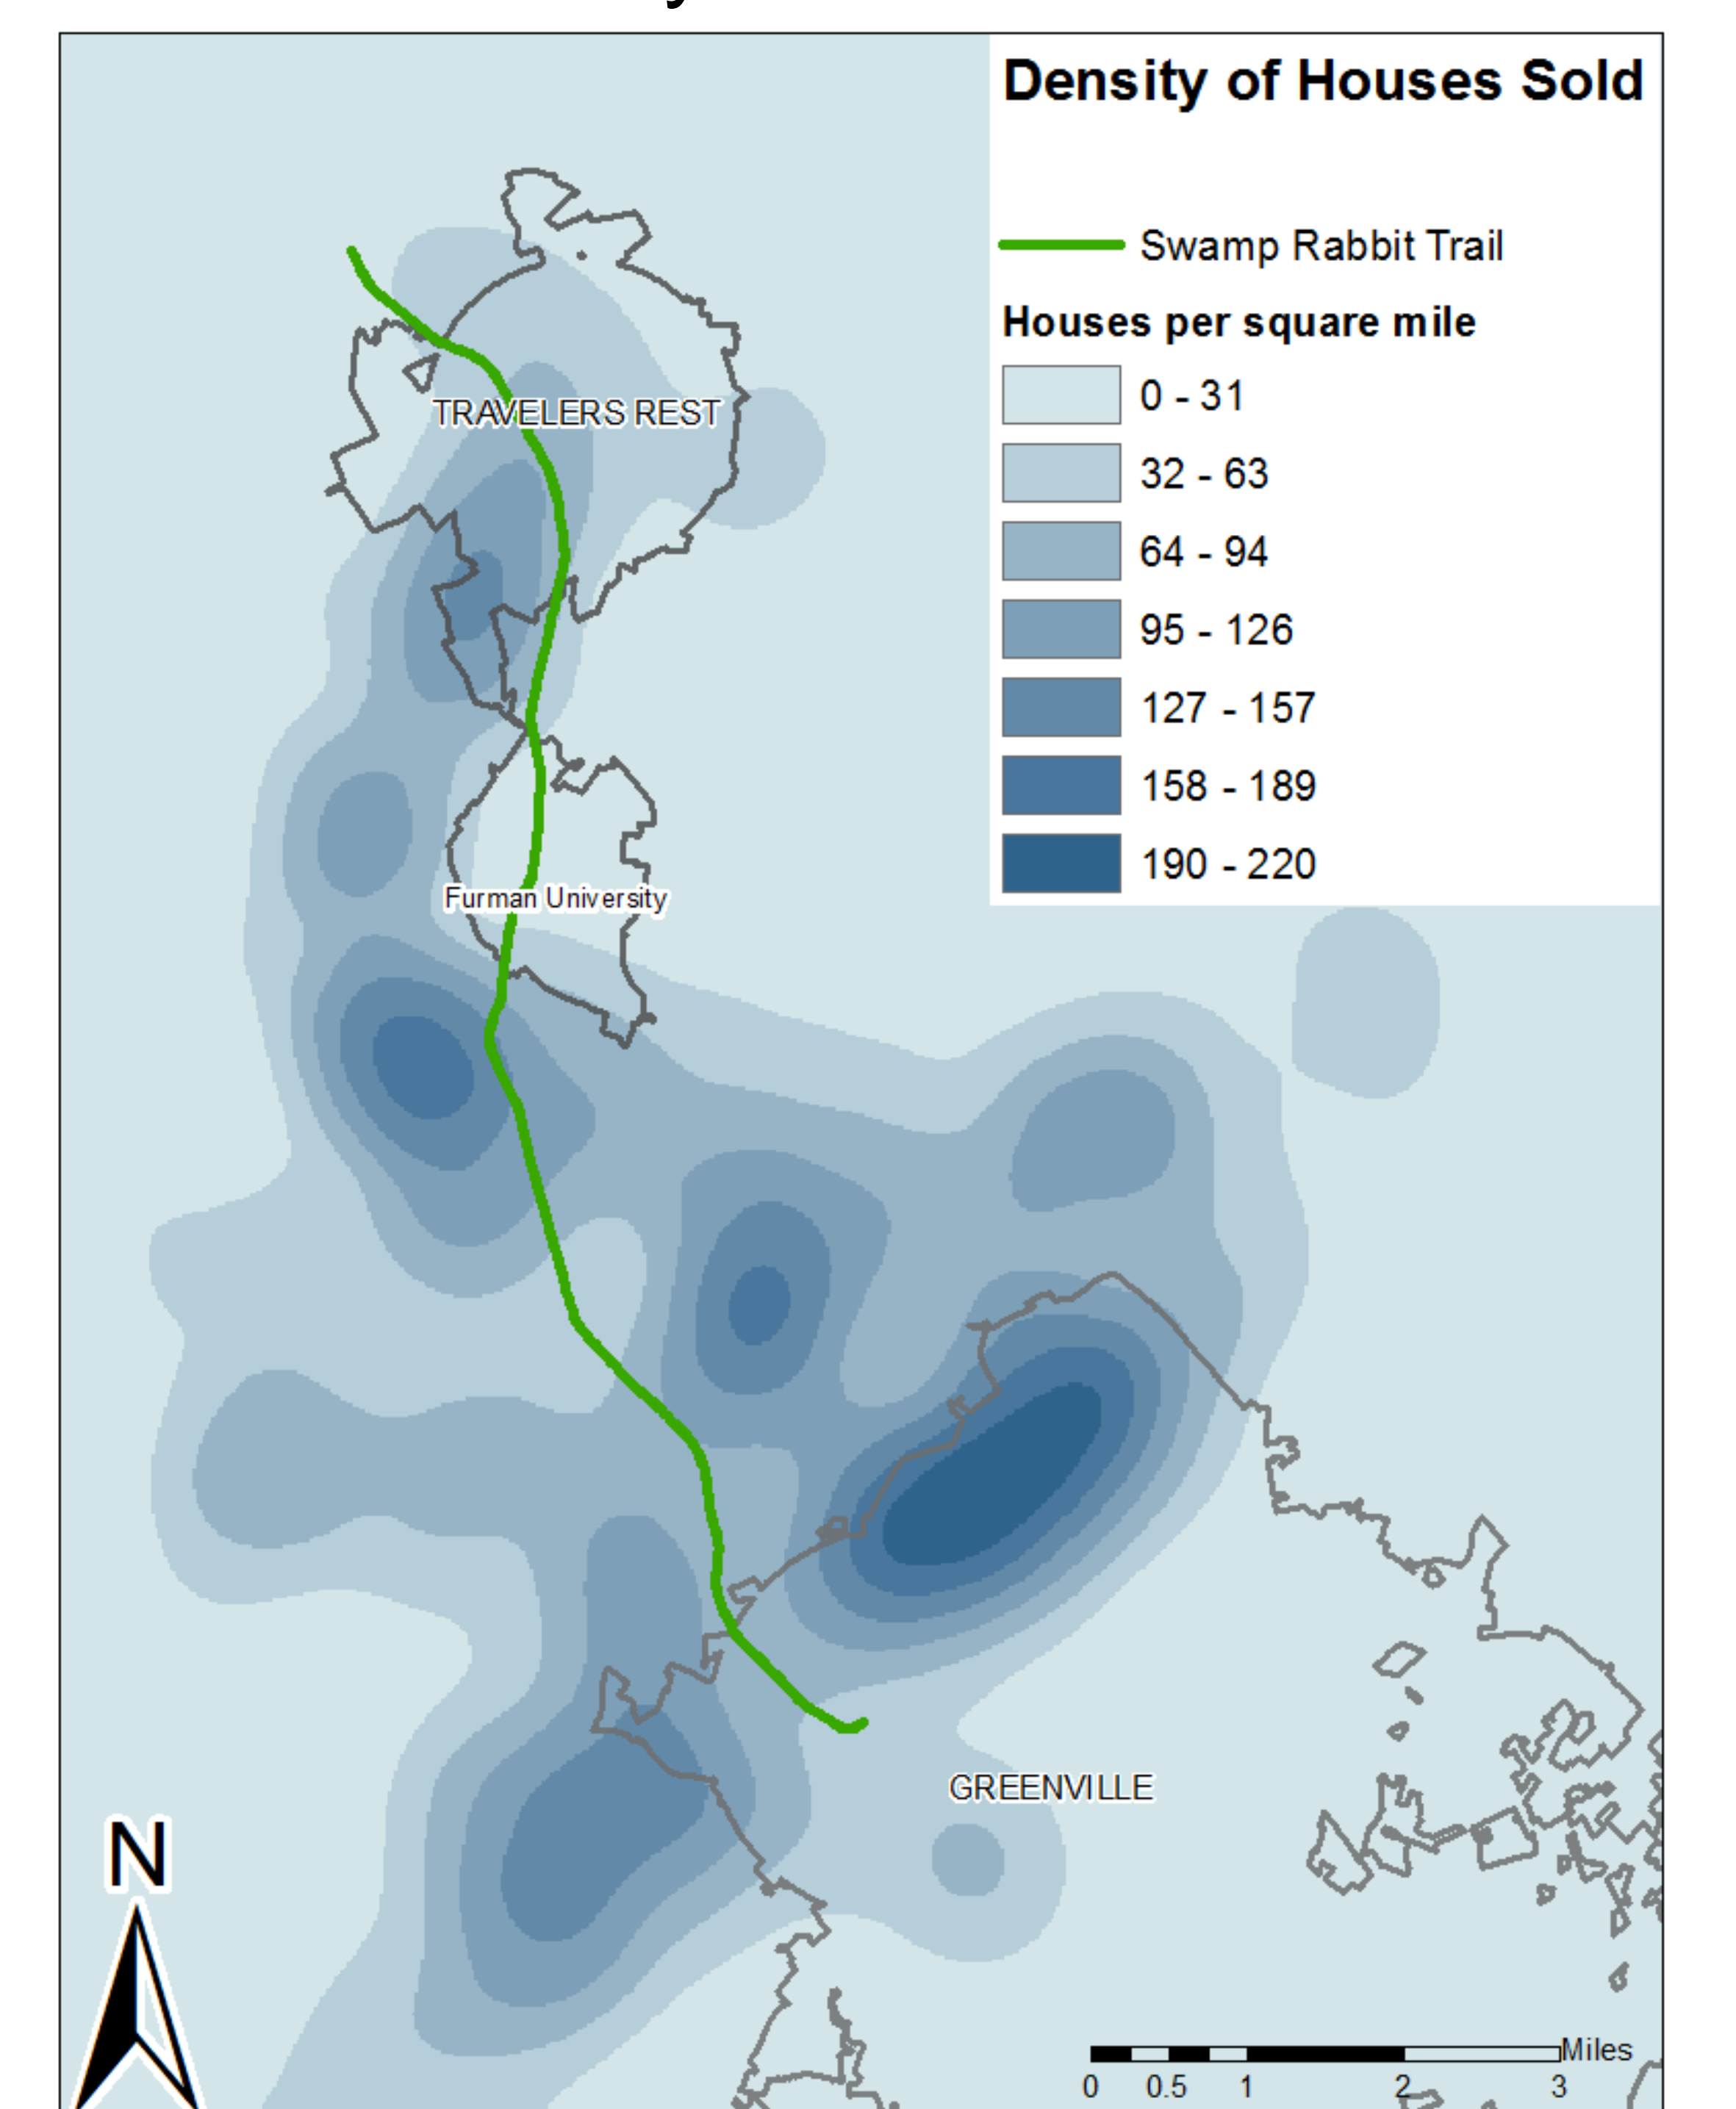 Density of Houses Sold
Swamp Rabbit Trail
Houses per square mile
0 - 31
32 - 63
64 - 94
95 - 126
127 - 157
158 - 189
190 - 220
TRAVELERS REST
Furman University
GREENVILLE
N
Miles
0 0.5 1 2 3